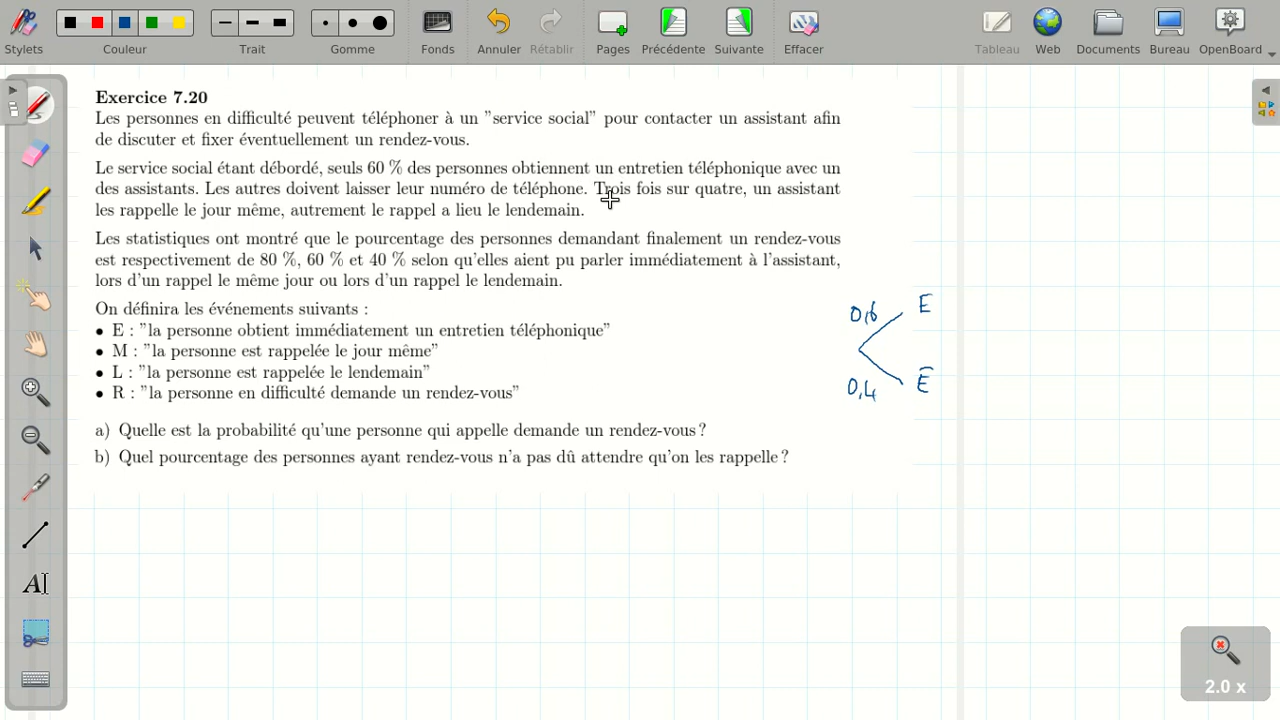 Stylets
Couleur
Trait
Gomme
Fonds
Annuler
Rétablir
Pages
Précédente
Suivante
Effacer
Tableau
Web
Documents
Bureau
OpenBoard
Exercice 7.20
Les personnes en difficulté peuvent téléphoner à un "service social" pour contacter un assistant afin
de discuter et fixer éventuellement un rendez-vous.
Le service social étant débordé, seuls 60 % des personnes obtiennent un entretien téléphonique avec un
des assistants. Les autres doivent laisser leur numéro de téléphone. Trois fois sur quatre, un assistant
les rappelle le jour même, autrement le rappel a lieu le lendemain.
Les statistiques ont montré que le pourcentage des personnes demandant finalement un rendez-vous
est respectivement de 80 %, 60 % et 40 % selon qu'elles aient pu parler immédiatement à l'assistant,
lors d'un rappel le même jour ou lors d'un rappel le lendemain.
On définira les événements suivants :
• E : "la personne obtient immédiatement un entretien téléphonique"
• M : "la personne est rappelée le jour même"
• L : "la personne est rappelée le lendemain"
• R : "la personne en difficulté demande un rendez-vous"
0,6 E
0,4 E̅
a) Quelle est la probabilité qu'une personne qui appelle demande un rendez-vous ?
b) Quel pourcentage des personnes ayant rendez-vous n'a pas dû attendre qu'on les rappelle ?
2.0 x